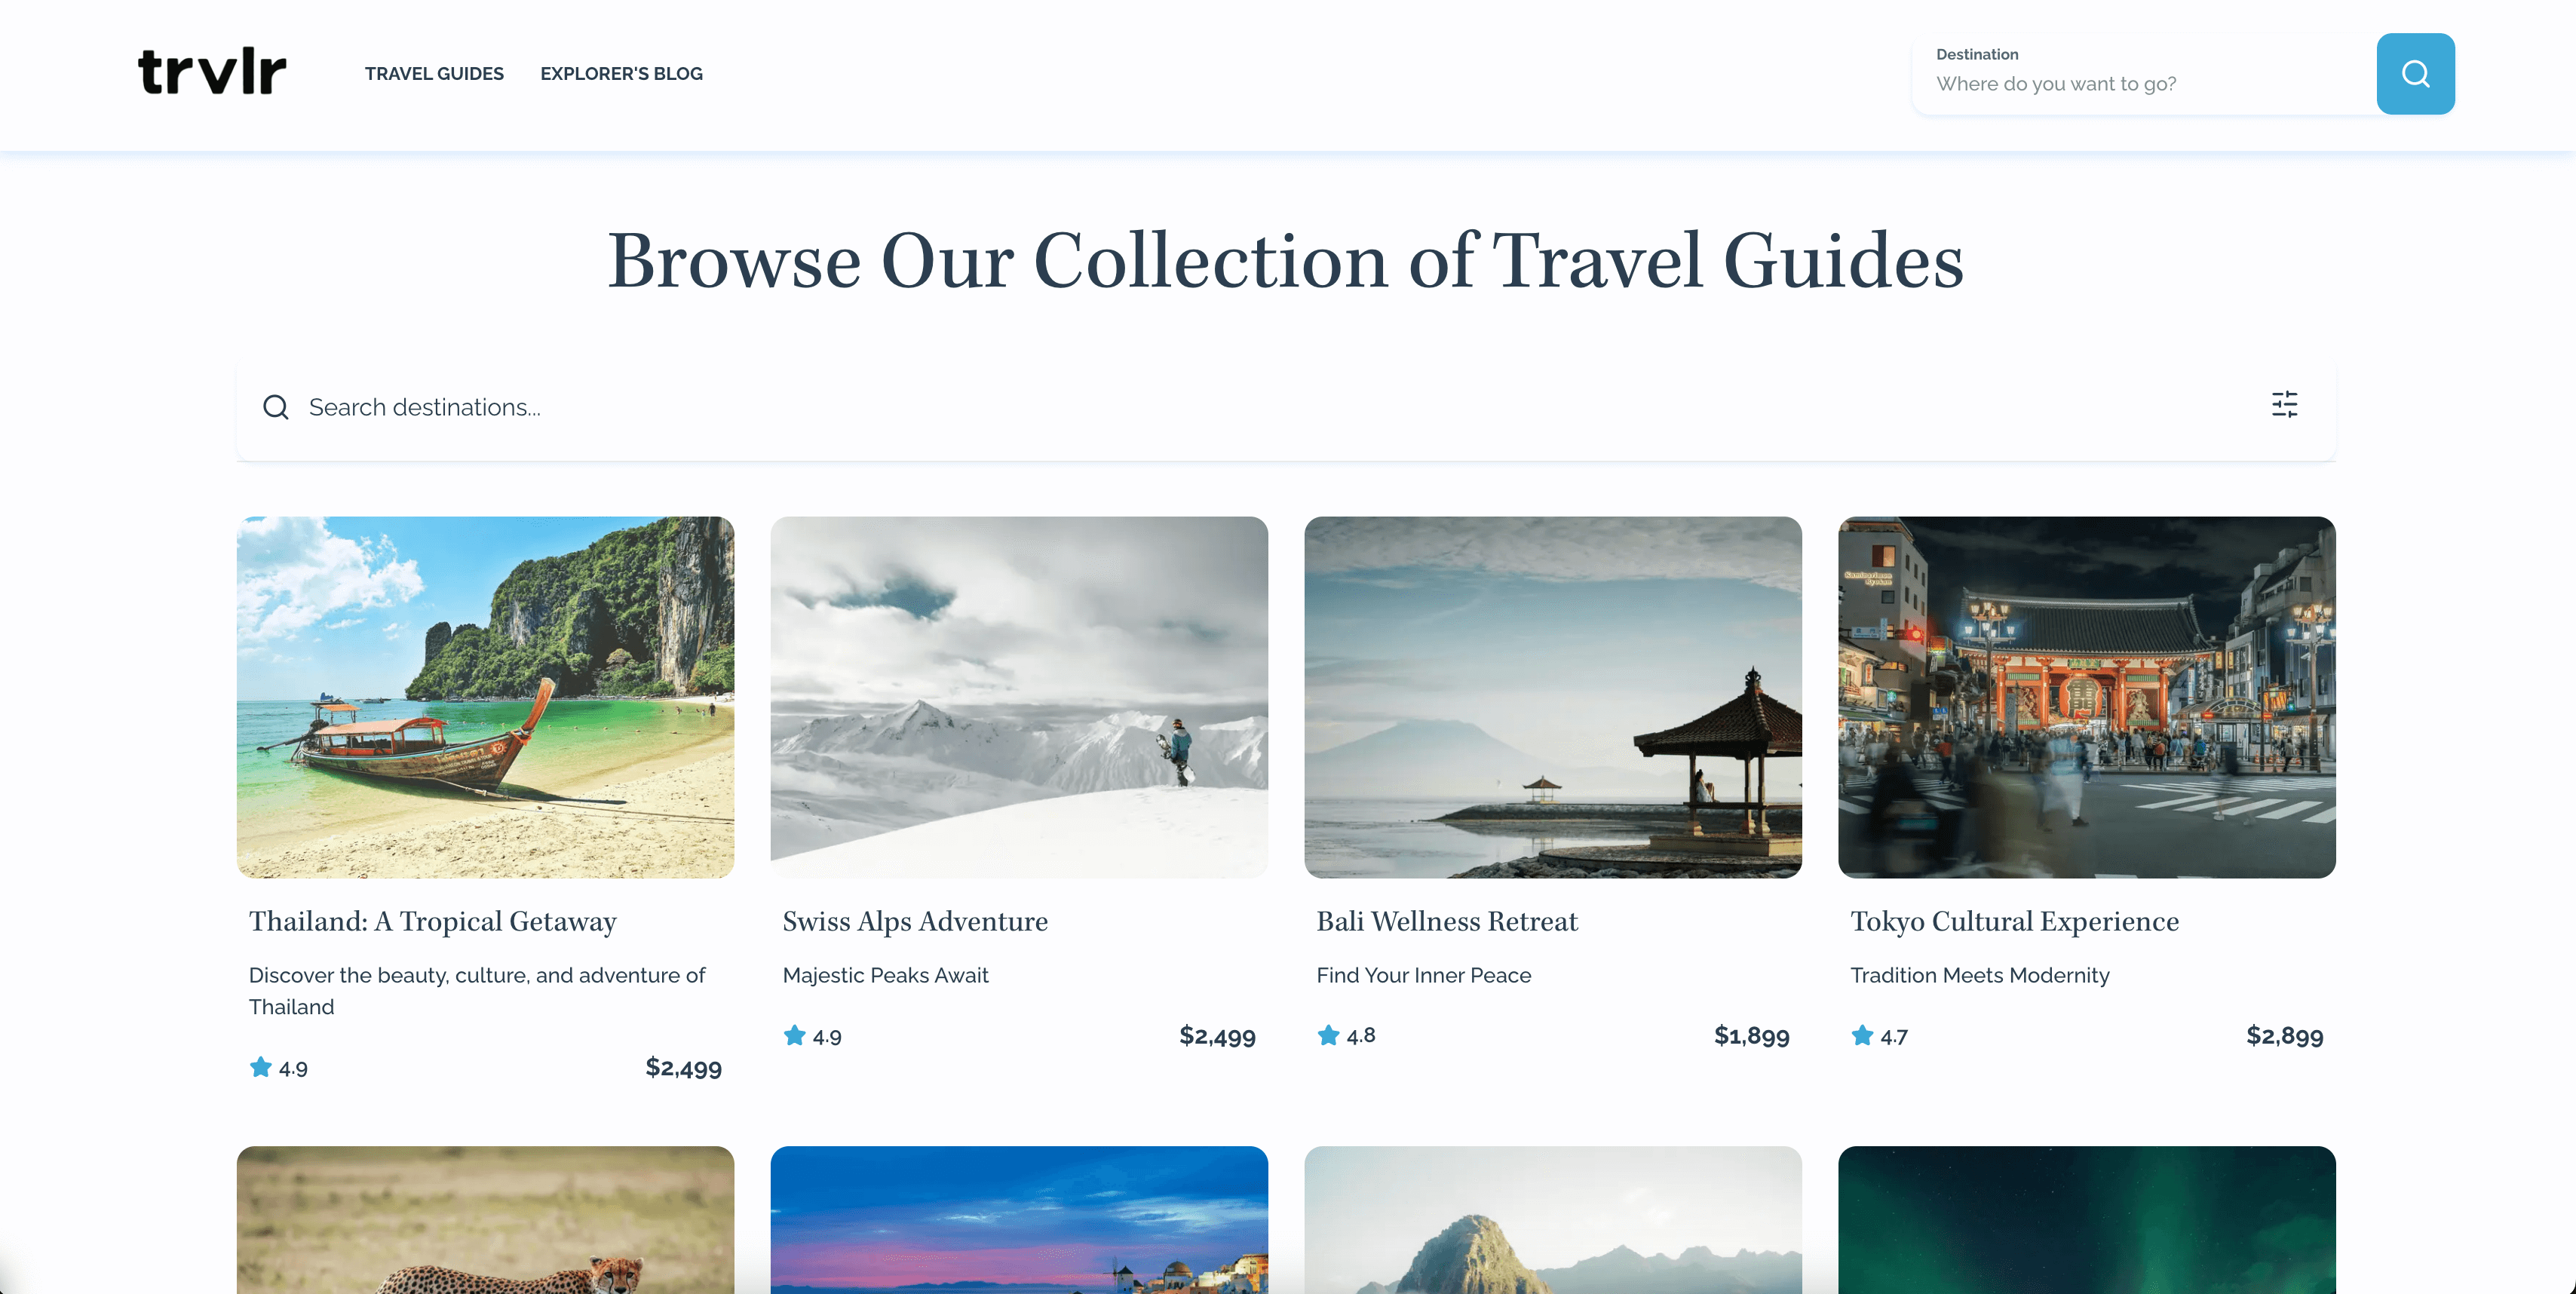 trvlr
TRAVEL GUIDES
EXPLORER'S BLOG
Destination
Where do you want to go?
Browse Our Collection of Travel Guides
Search destinations...
Thailand: A Tropical Getaway
Discover the beauty, culture, and adventure of
Thailand
4.9
$2,499
Swiss Alps Adventure
Majestic Peaks Await
4.9
$2,499
Bali Wellness Retreat
Find Your Inner Peace
4.8
$1,899
Tokyo Cultural Experience
Tradition Meets Modernity
4.7
$2,899